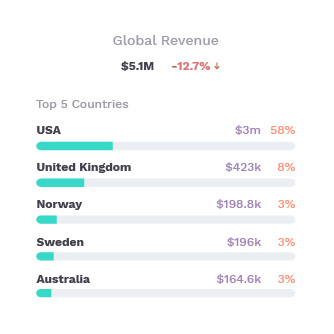 Global Revenue
$5.1M -12.7% ↓
Top 5 Countries
USA $3m 58%
United Kingdom $423k 8%
Norway $198.8k 3%
Sweden $196k 3%
Australia $164.6k 3%